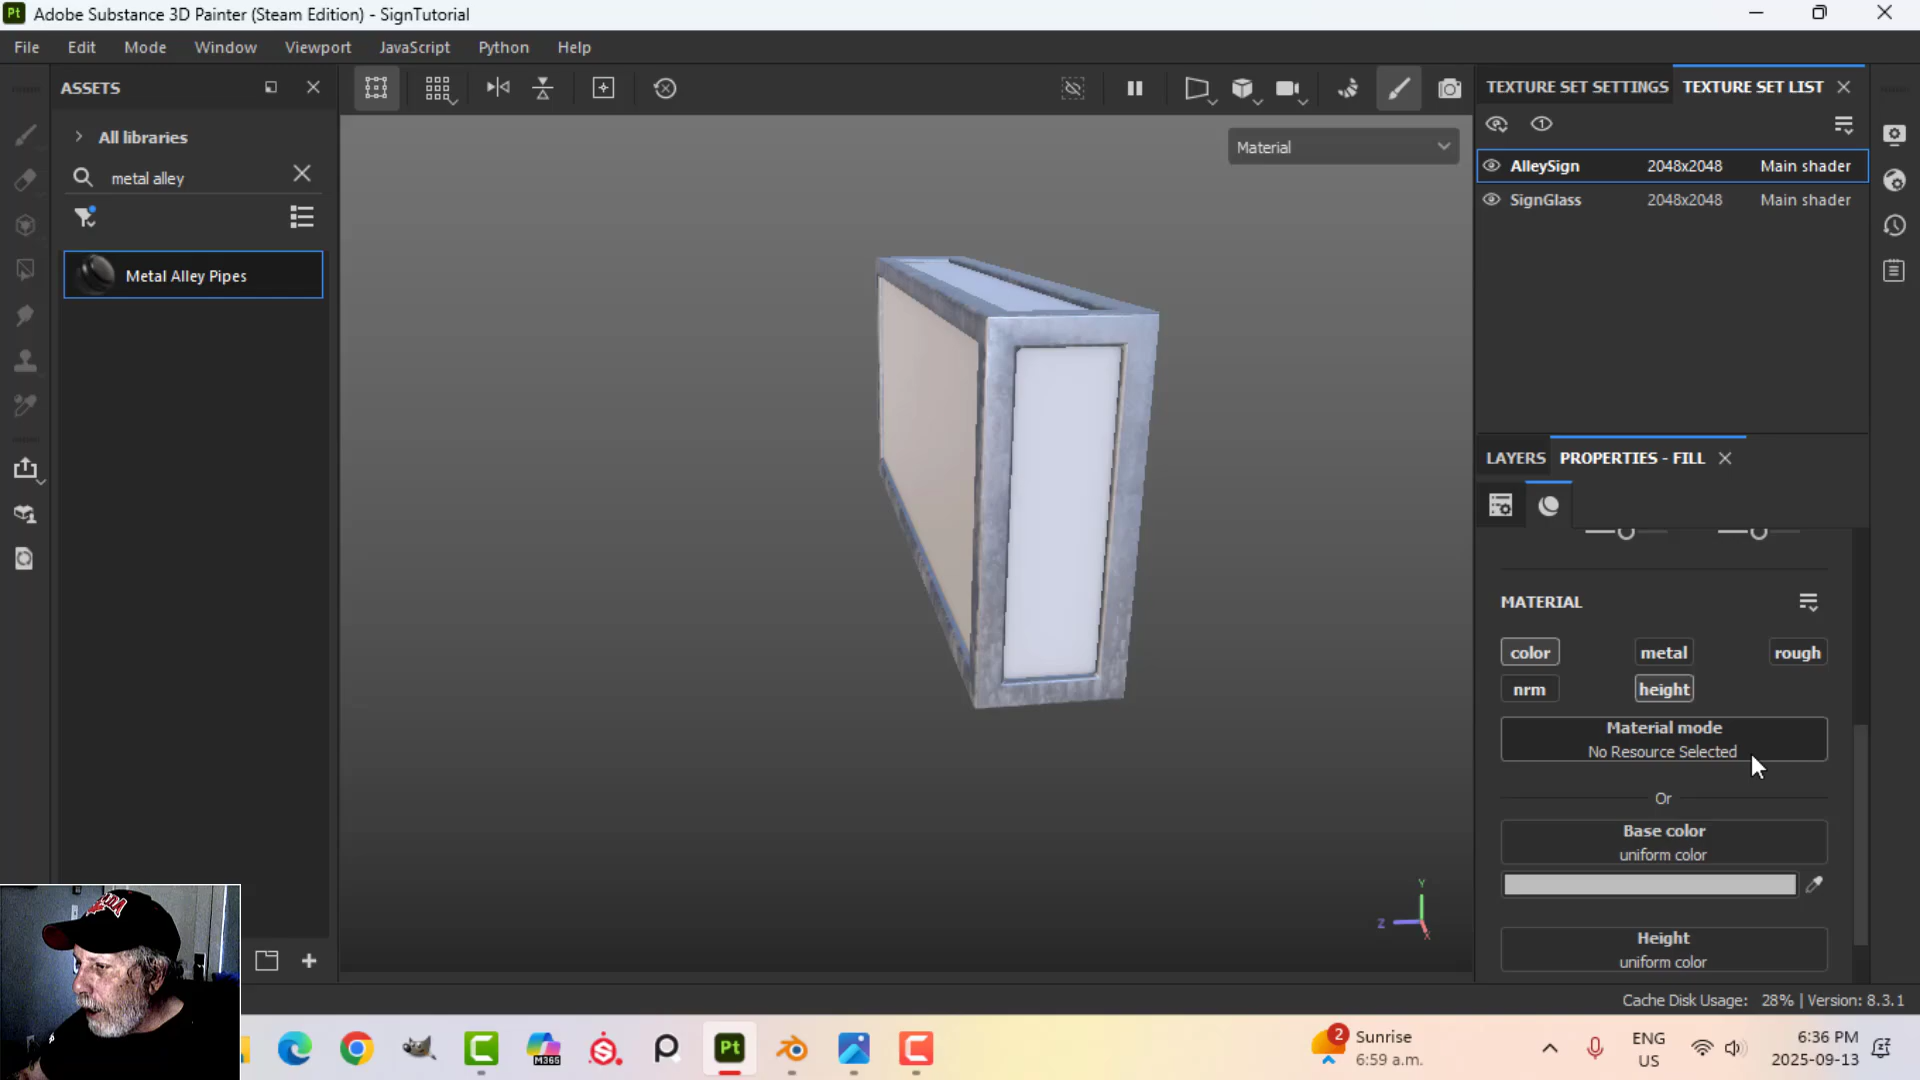 Pt Adobe Substance 3D Painter (Steam Edition) - SignTutorial
File Edit Mode Window Viewport JavaScript Python Help
ASSETS
All libraries
metal alley
Metal Alley Pipes
Material
TEXTURE SET SETTINGS TEXTURE SET LIST
AlleySign 2048x2048 Main shader
SignGlass 2048x2048 Main shader
LAYERS PROPERTIES - FILL
MATERIAL
color metal rough
nrm height
Material mode
No Resource Selected
Or
Base color
uniform color
Height
uniform color
Y
Z
X
Cache Disk Usage: 28% | Version: 8.3.1
M365
Pt
2
Sunrise
6:59 a.m.
ENG
US
6:36 PM
2025-09-13